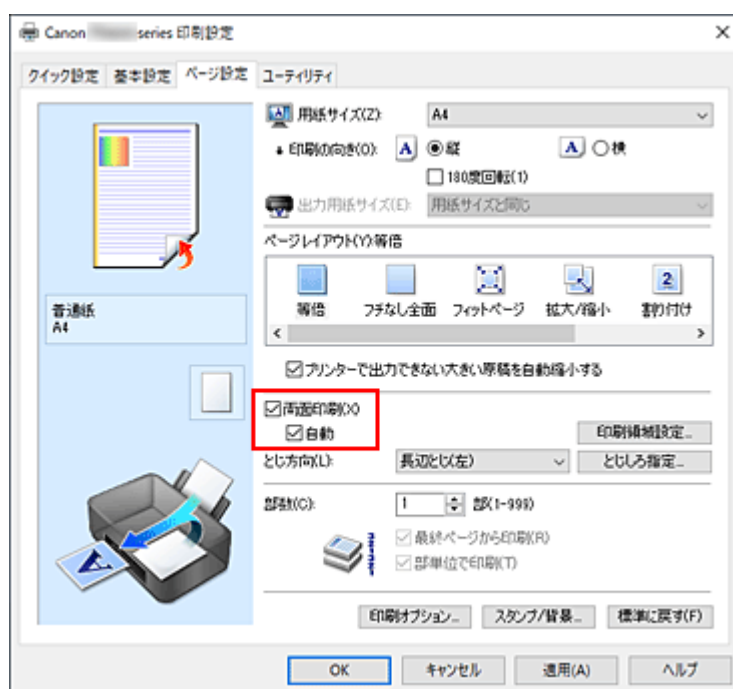 Canon series 印刷設定
クイック設定 基本設定 ページ設定 ユーティリティ
用紙サイズ(Z): A4
印刷の向き(O): A 縦 A 横
180度回転(1)
出力用紙サイズ(E): 用紙サイズと同じ
ページレイアウト(Y):等倍
等倍 フチなし全面 フィットページ 拡大/縮小 割り付け
普通紙
A4
プリンターで出力できない大きい原稿を自動縮小する
両面印刷(X)
自動 印刷領域設定...
とじ方向(L): 長辺とじ(左) とじしろ指定...
部数(C): 1 部(1-999)
最終ページから印刷(R)
部単位で印刷(T)
印刷オプション... スタンプ/背景... 標準に戻す(F)
OK キャンセル 適用(A) ヘルプ